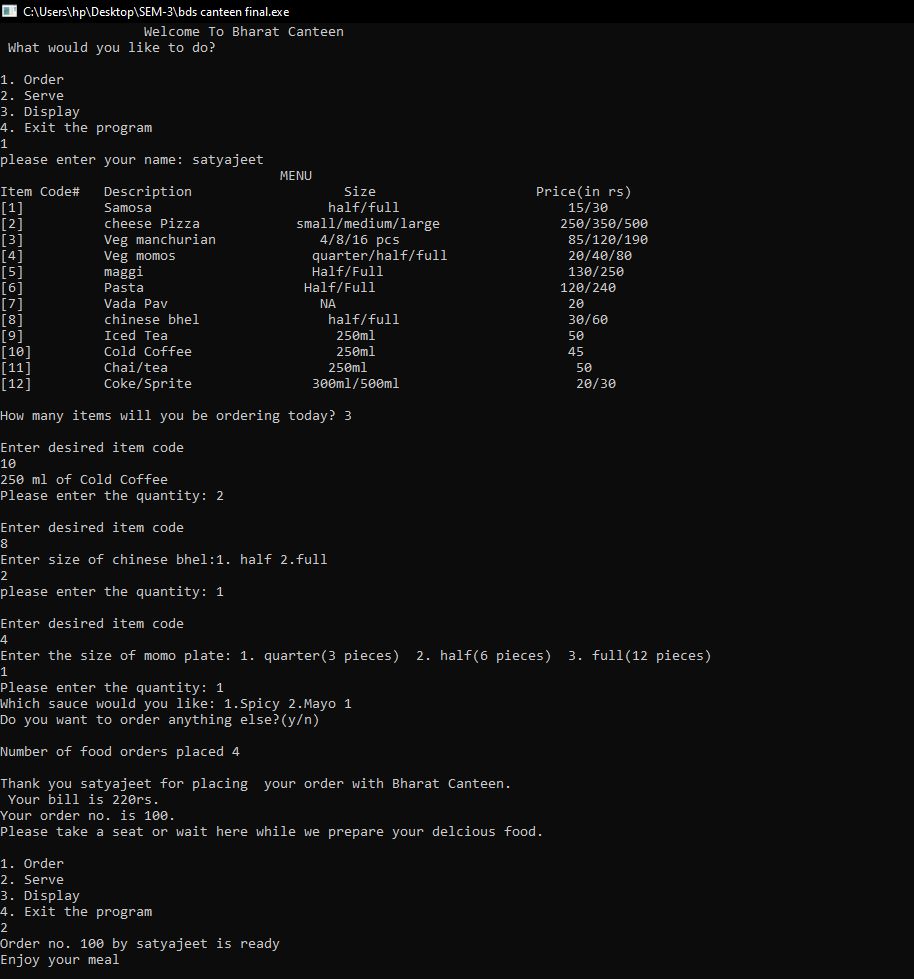 C:\Users\hp\Desktop\SEM-3\bds canteen final.exe
Welcome To Bharat Canteen
What would you like to do?
1. Order
2. Serve
3. Display
4. Exit the program
1
please enter your name: satyajeet
MENU
Item Code# Description Size Price(in rs)
[1] Samosa half/full 15/30
[2] cheese Pizza small/medium/large 250/350/500
[3] Veg manchurian 4/8/16 pcs 85/120/190
[4] Veg momos quarter/half/full 20/40/80
[5] maggi Half/Full 130/250
[6] Pasta Half/Full 120/240
[7] Vada Pav NA 20
[8] chinese bhel half/full 30/60
[9] Iced Tea 250ml 50
[10] Cold Coffee 250ml 45
[11] Chai/tea 250ml 50
[12] Coke/Sprite 300ml/500ml 20/30
How many items will you be ordering today? 3
Enter desired item code
10
250 ml of Cold Coffee
Please enter the quantity: 2
Enter desired item code
8
Enter size of chinese bhel:1. half 2.full
2
please enter the quantity: 1
Enter desired item code
4
Enter the size of momo plate: 1. quarter(3 pieces) 2. half(6 pieces) 3. full(12 pieces)
1
Please enter the quantity: 1
Which sauce would you like: 1.Spicy 2.Mayo 1
Do you want to order anything else?(y/n)
Number of food orders placed 4
Thank you satyajeet for placing your order with Bharat Canteen.
Your bill is 220rs.
Your order no. is 100.
Please take a seat or wait here while we prepare your delcious food.
1. Order
2. Serve
3. Display
4. Exit the program
2
Order no. 100 by satyajeet is ready
Enjoy your meal